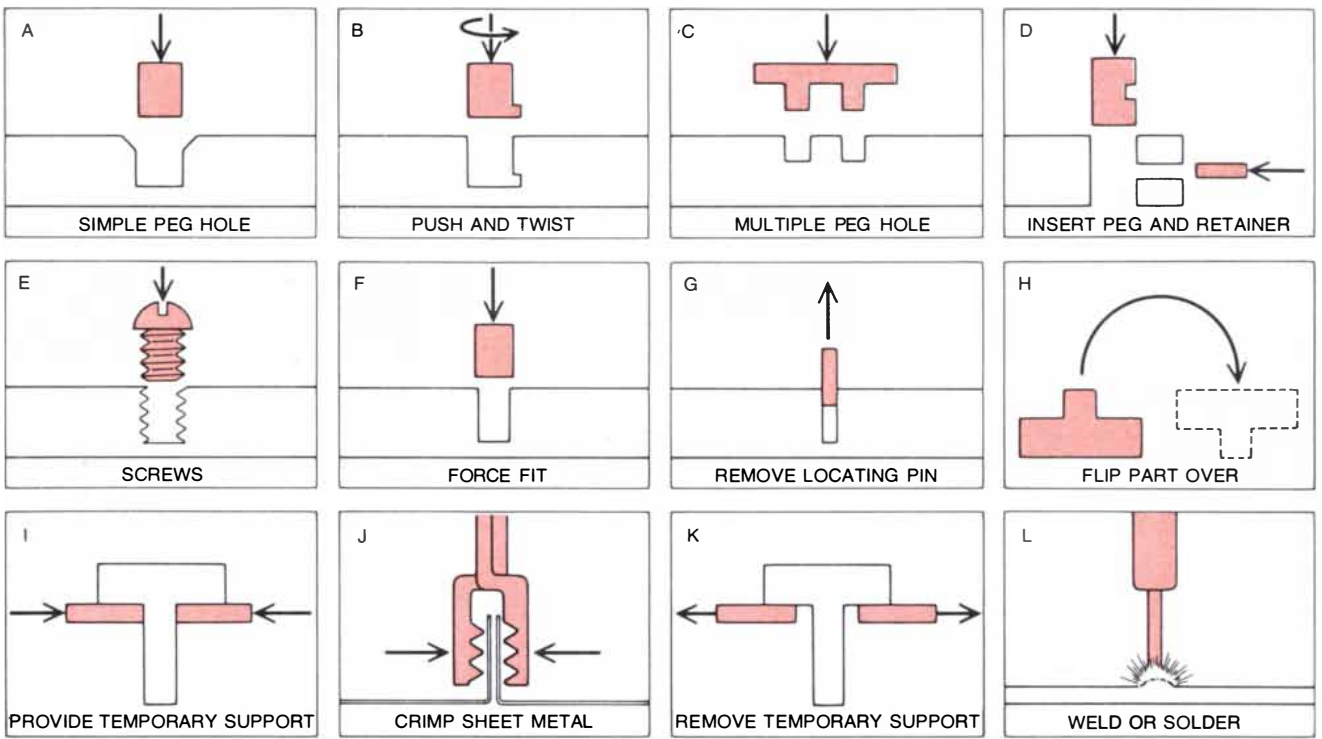 A
SIMPLE PEG HOLE
B
PUSH AND TWIST
C
MULTIPLE PEG HOLE
D
INSERT PEG AND RETAINER
E
SCREWS
F
FORCE FIT
G
REMOVE LOCATING PIN
H
FLIP PART OVER
I
PROVIDE TEMPORARY SUPPORT
J
CRIMP SHEET METAL
K
REMOVE TEMPORARY SUPPORT
L
WELD OR SOLDER